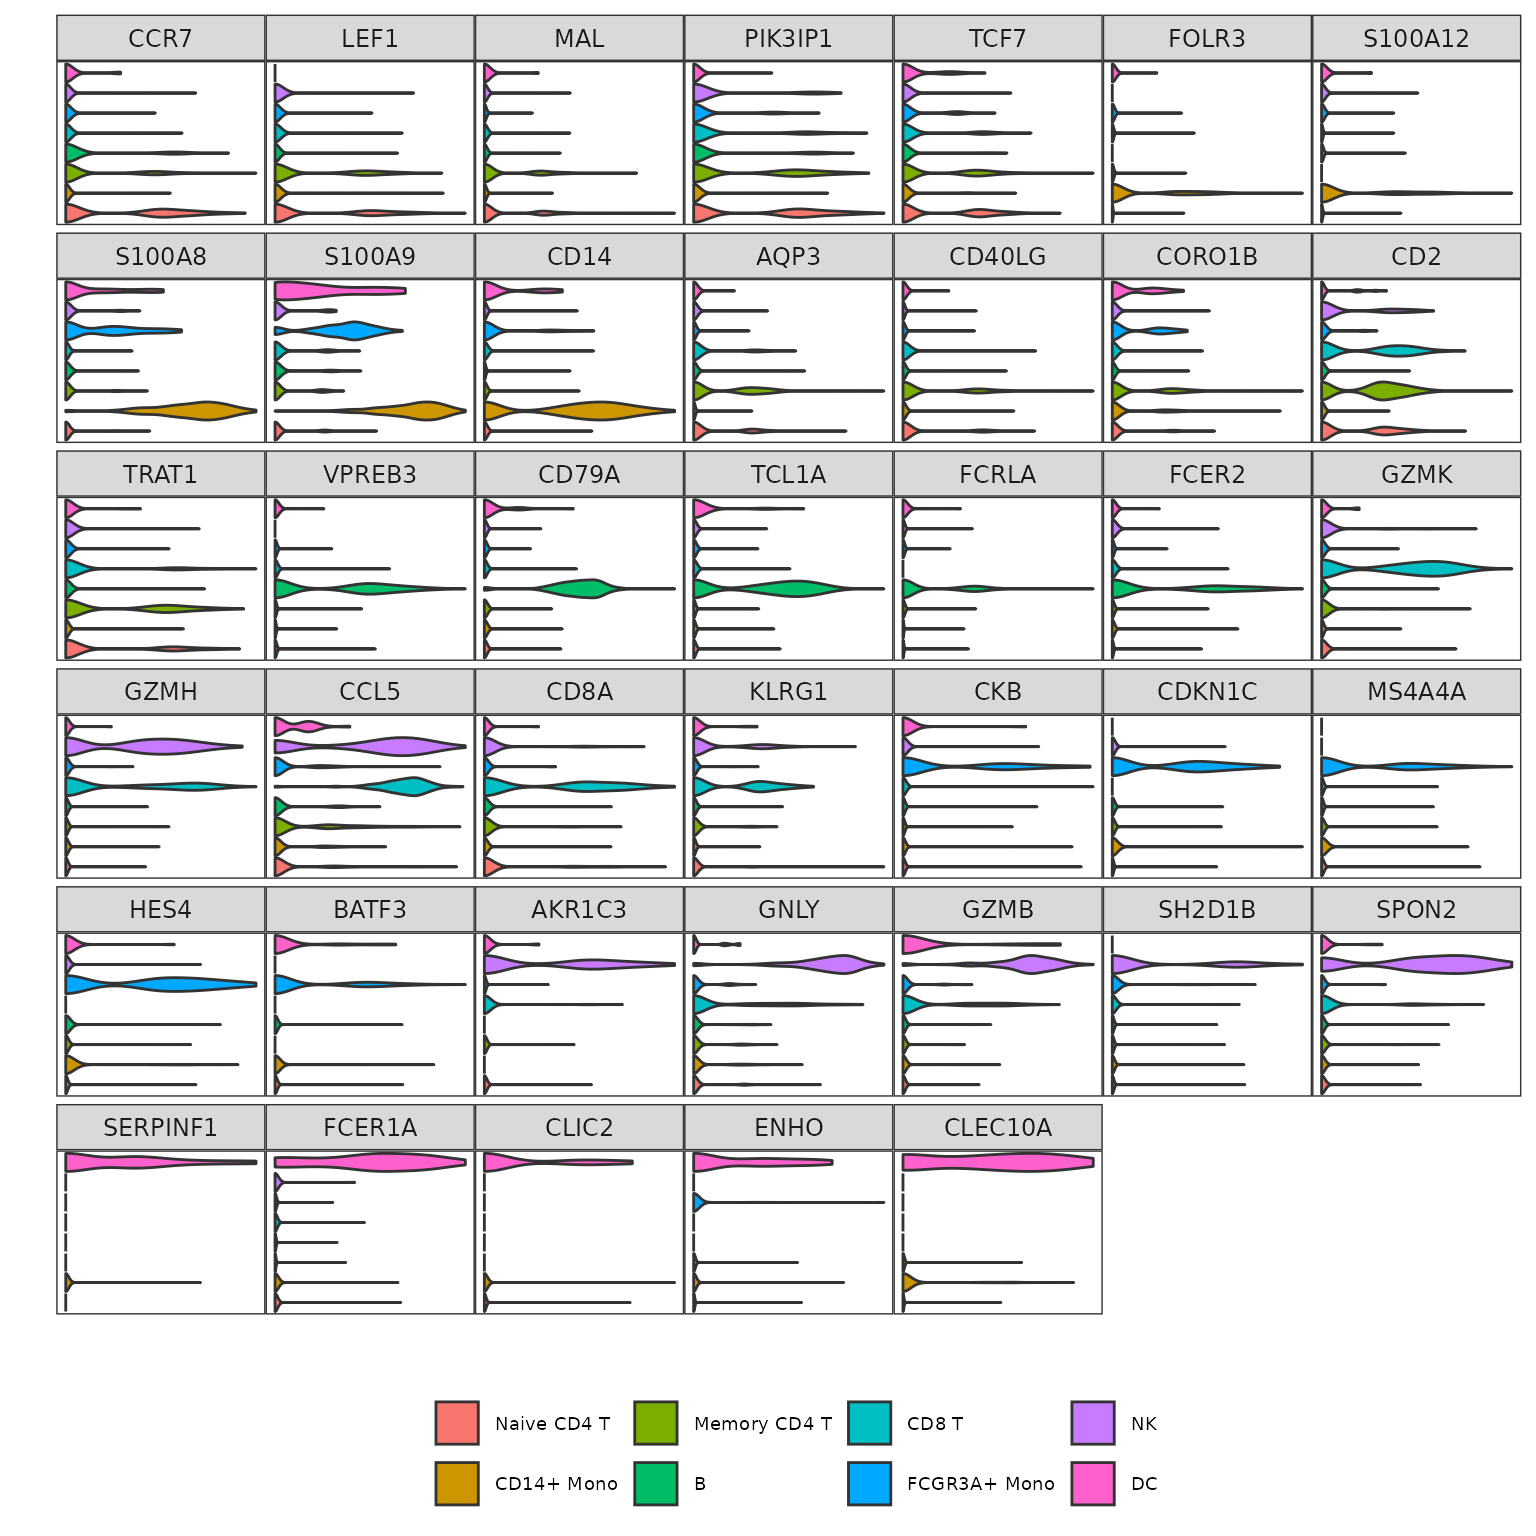 CCR7 LEF1 MAL PIK3IP1 TCF7 FOLR3 S100A12
S100A8 S100A9 CD14 AQP3 CD40LG CORO1B CD2
TRAT1 VPREB3 CD79A TCL1A FCRLA FCER2 GZMK
GZMH CCL5 CD8A KLRG1 CKB CDKN1C MS4A4A
HES4 BATF3 AKR1C3 GNLY GZMB SH2D1B SPON2
SERPINF1 FCER1A CLIC2 ENHO CLEC10A
Naive CD4 T Memory CD4 T CD8 T NK
CD14+ Mono B FCGR3A+ Mono DC